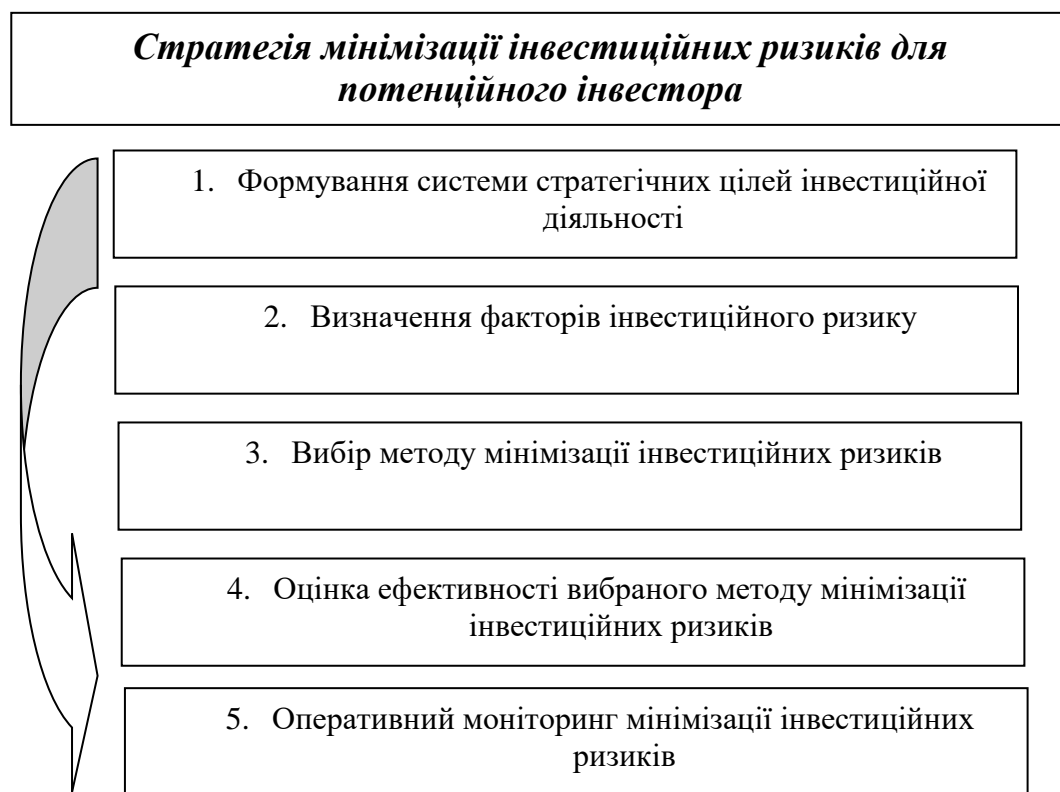 Стратегія мінімізації інвестиційних ризиків для
потенційного інвестора
1. Формування системи стратегічних цілей інвестиційної
діяльності
2. Визначення факторів інвестиційного ризику
3. Вибір методу мінімізації інвестиційних ризиків
4. Оцінка ефективності вибраного методу мінімізації
інвестиційних ризиків
5. Оперативний моніторинг мінімізації інвестиційних
ризиків